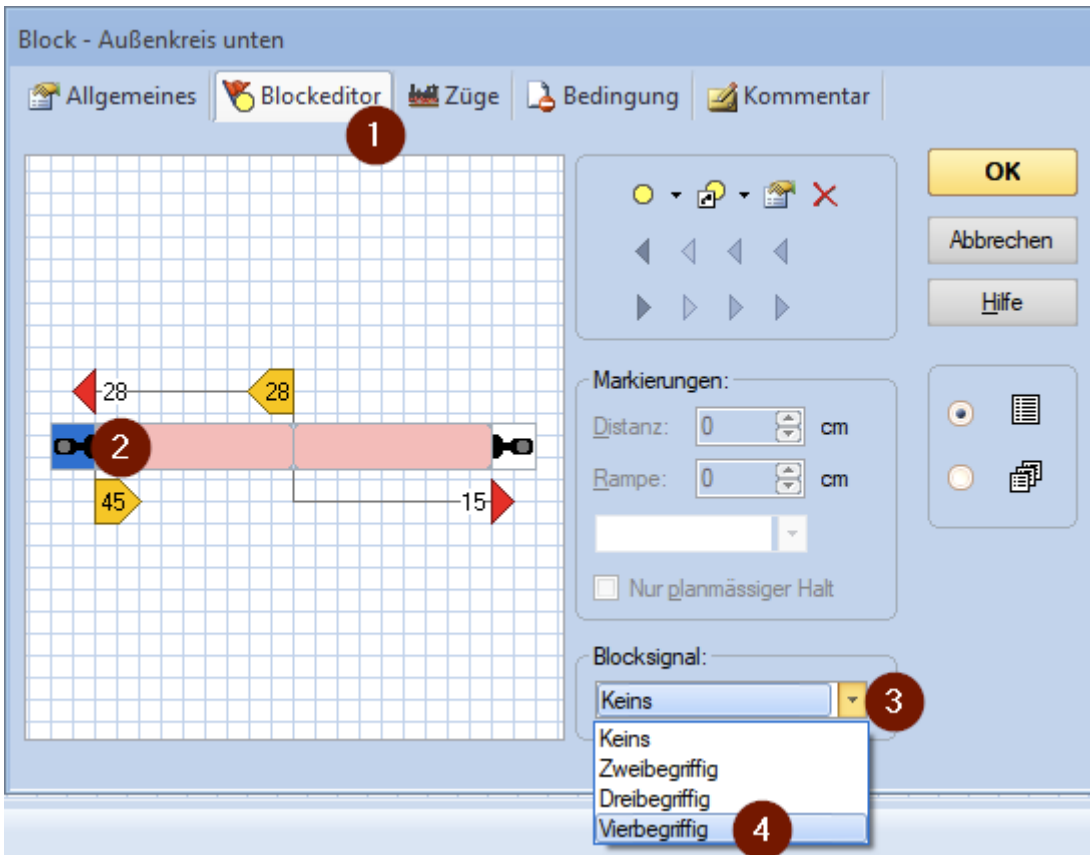 Block - Außenkreis unten
Allgemeines Blockeditor Züge Bedingung Kommentar
1
OK
Abbrechen
Hilfe
28 28
2
45 15
Markierungen:
Distanz: 0 cm
Rampe: 0 cm
Nur planmässiger Halt
Blocksignal:
Keins 3
Keins
Zweibegriffig
Dreibegriffig
Vierbegriffig 4